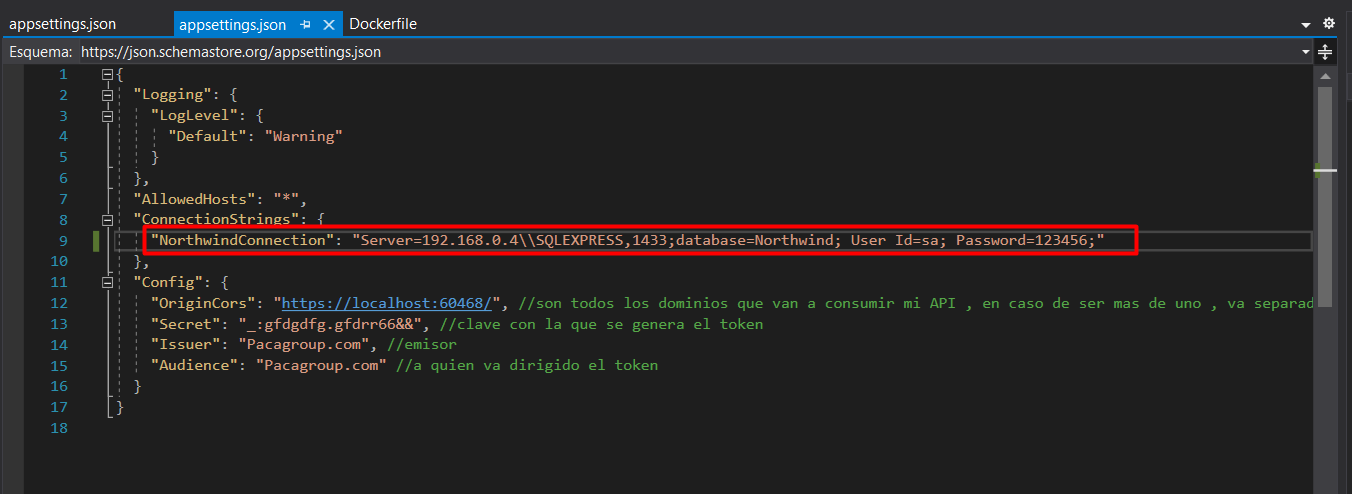 appsettings.json appsettings.json Dockerfile
Esquema: https://json.schemastore.org/appsettings.json
1 {
2 "Logging": {
3 "LogLevel": {
4 "Default": "Warning"
5 }
6 },
7 "AllowedHosts": "*",
8 "ConnectionStrings": {
9 "NorthwindConnection": "Server=192.168.0.4\\SQLEXPRESS,1433;database=Northwind; User Id=sa; Password=123456;"
10 },
11 "Config": {
12 "OriginCors": "https://localhost:60468/", //son todos los dominios que van a consumir mi API , en caso de ser mas de uno , va separad
13 "Secret": "_:gfdgdfg.gfdrr66&&", //clave con la que se genera el token
14 "Issuer": "Pacagroup.com", //emisor
15 "Audience": "Pacagroup.com" //a quien va dirigido el token
16 }
17 }
18